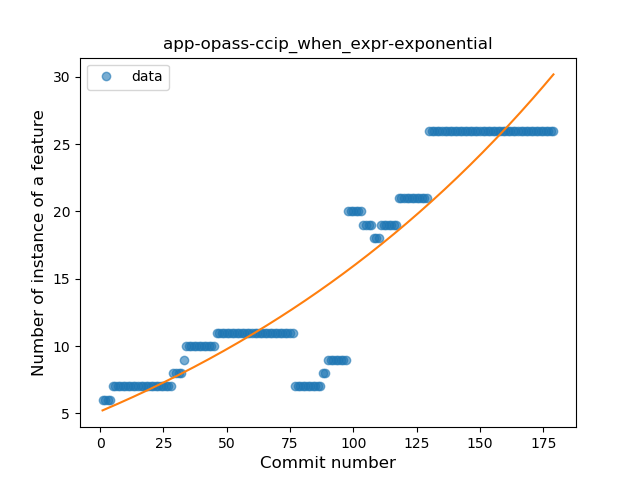 app-opass-ccip_when_expr-exponential
data
Number of instance of a feature
30
25
20
15
10
5
0 25 50 75 100 125 150 175
Commit number